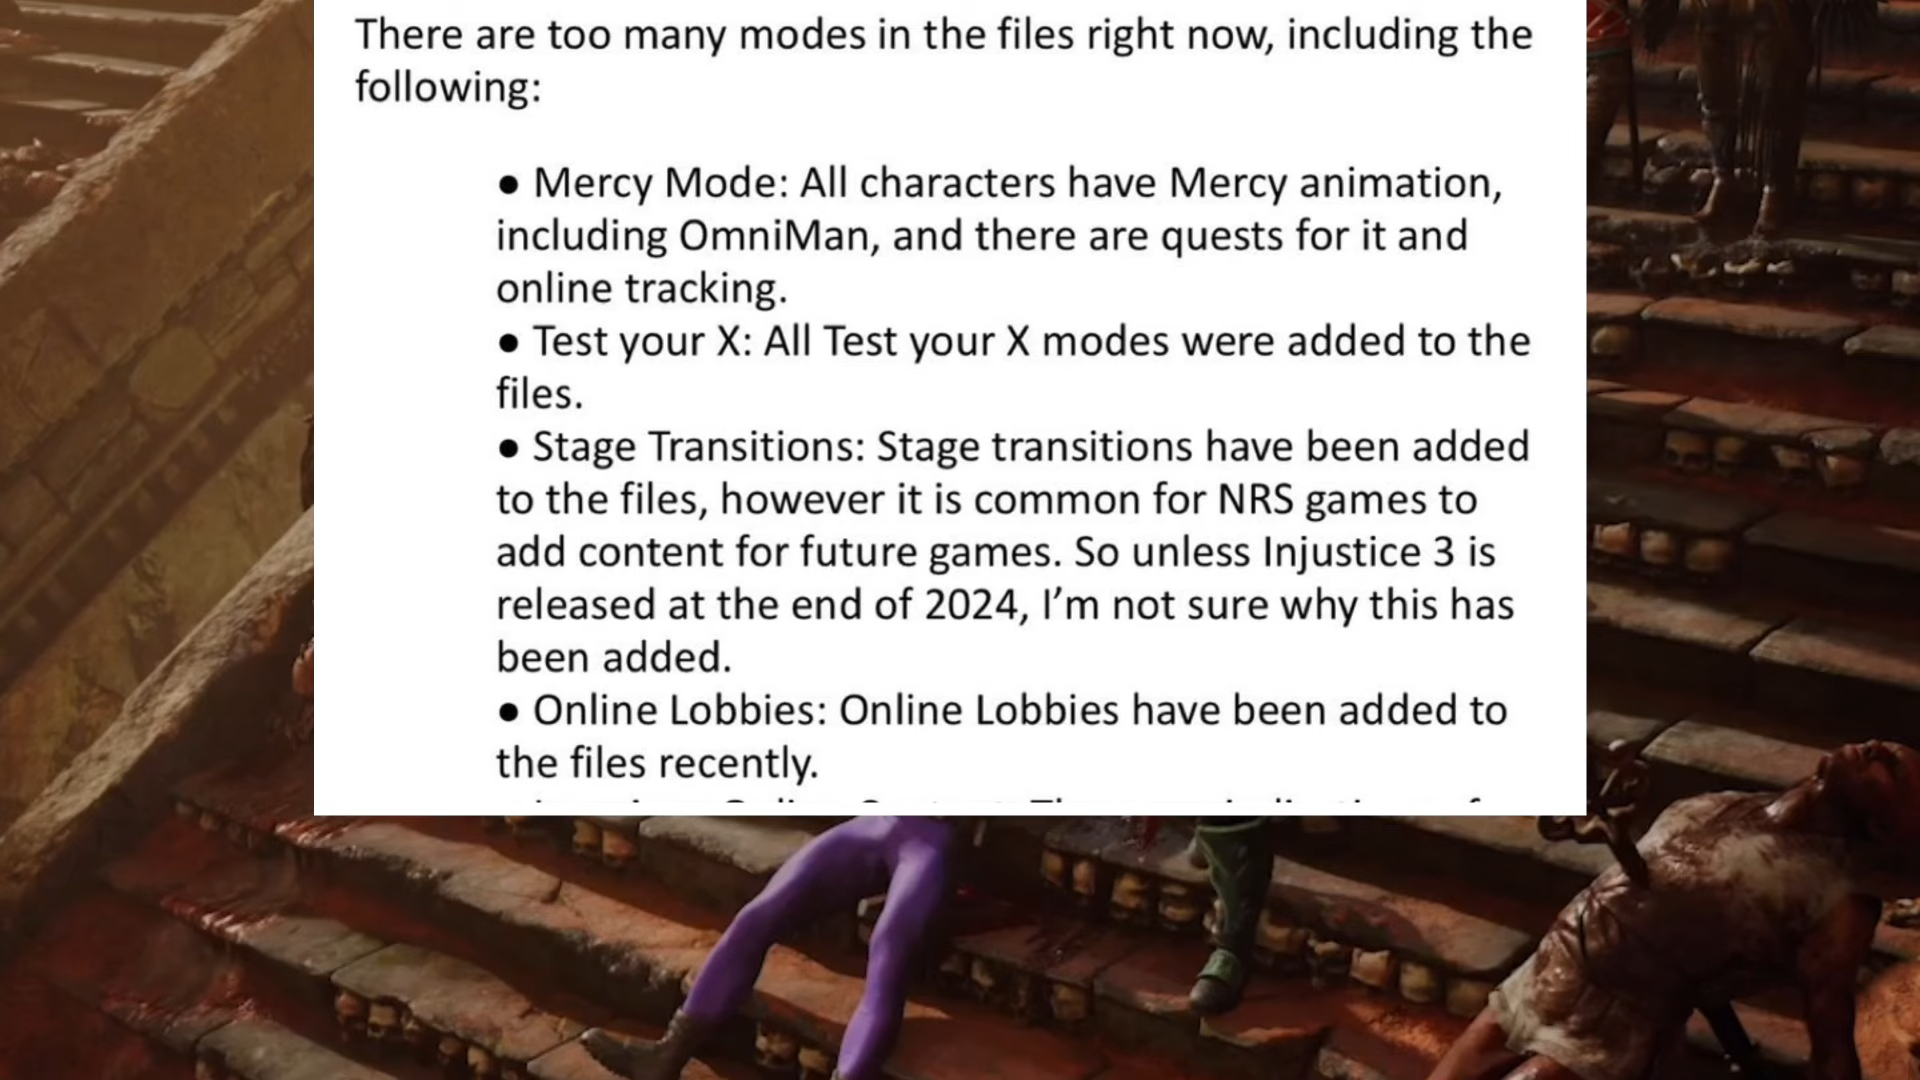 There are too many modes in the files right now, including the
following:
● Mercy Mode: All characters have Mercy animation,
including OmniMan, and there are quests for it and
online tracking.
● Test your X: All Test your X modes were added to the
files.
● Stage Transitions: Stage transitions have been added
to the files, however it is common for NRS games to
add content for future games. So unless Injustice 3 is
released at the end of 2024, I’m not sure why this has
been added.
● Online Lobbies: Online Lobbies have been added to
the files recently.